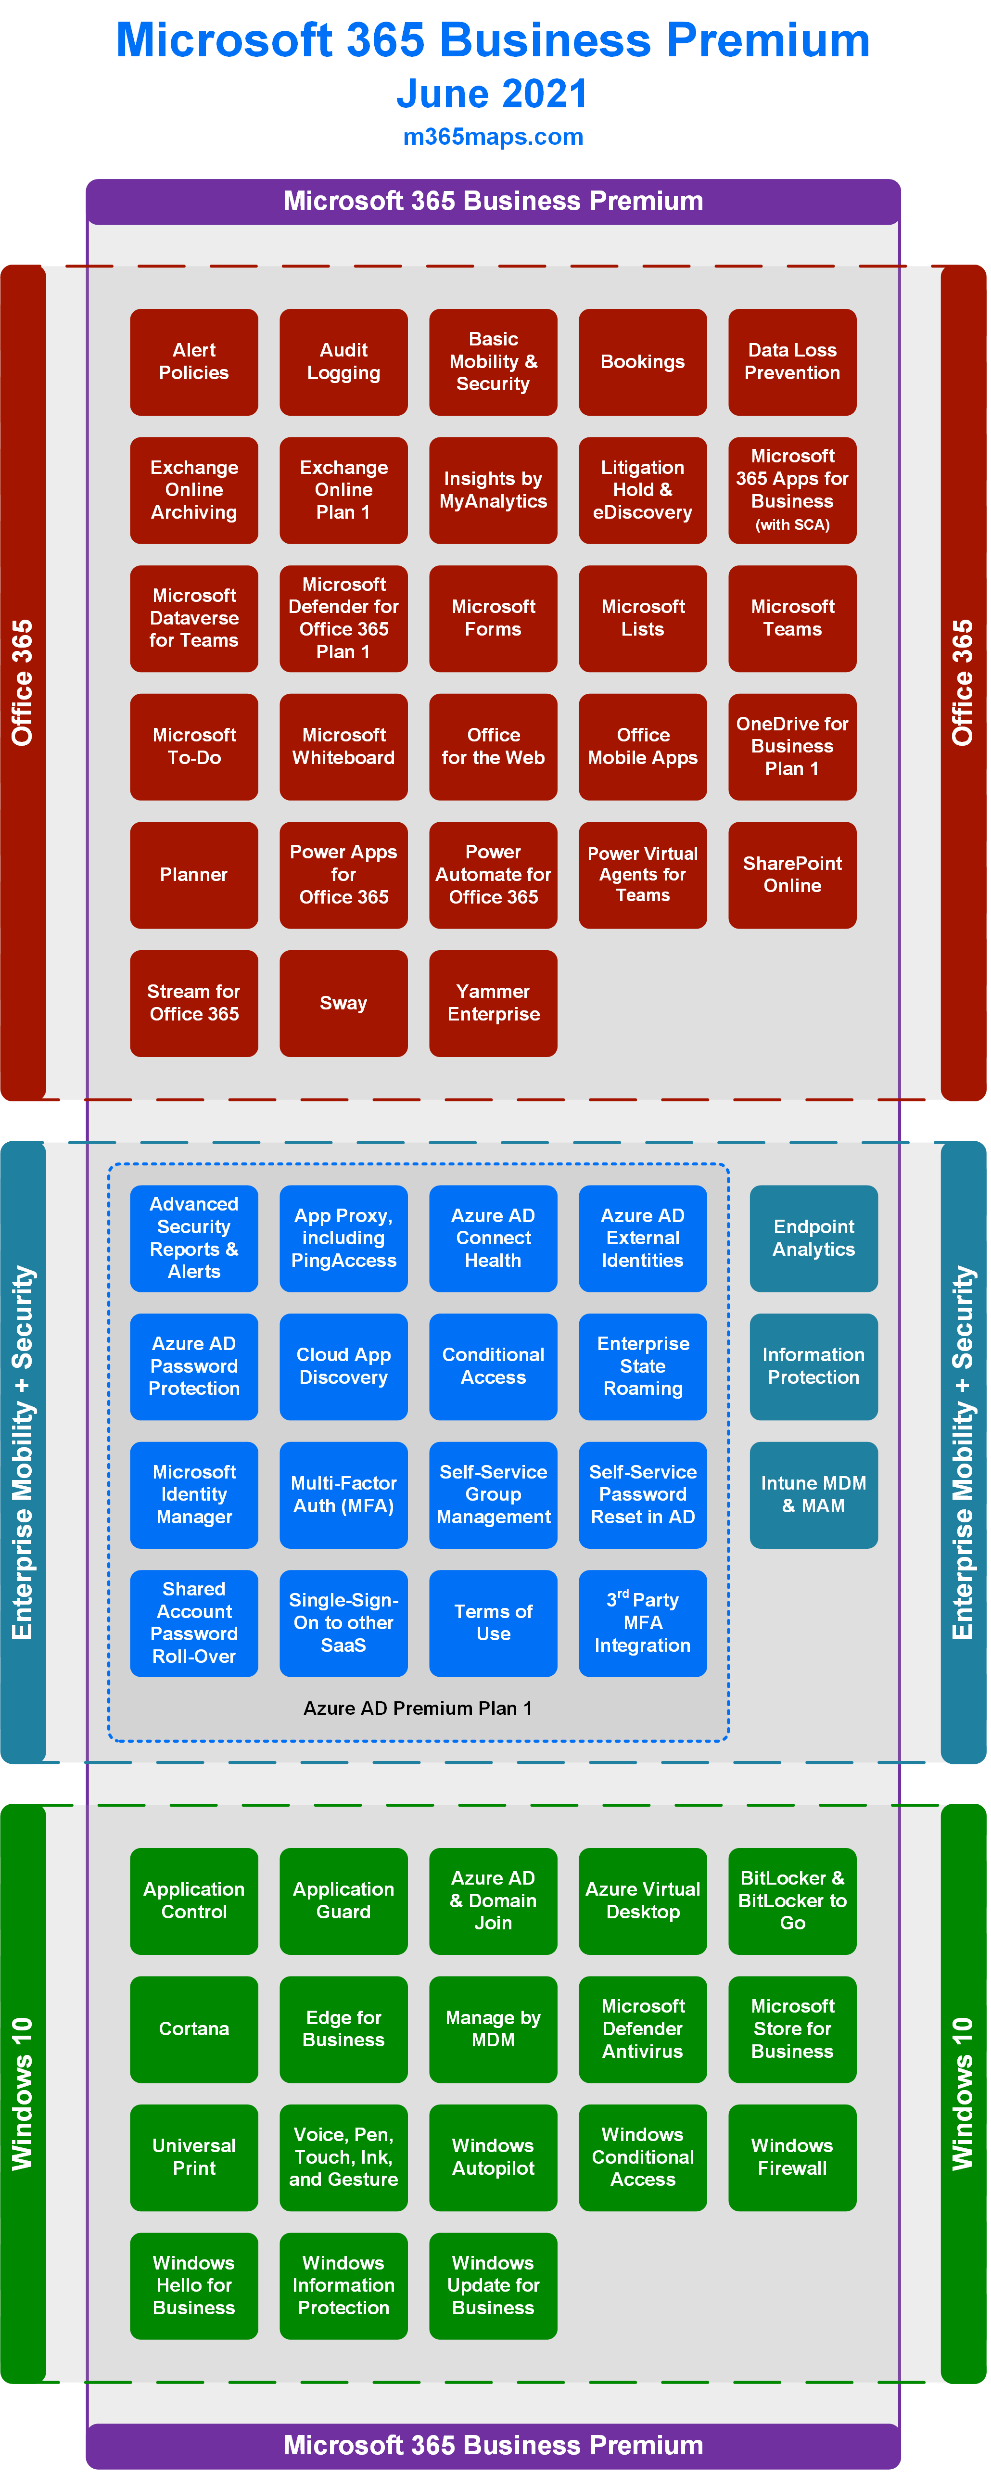 Microsoft 365 Business Premium
June 2021
m365maps.com
Microsoft 365 Business Premium
Office 365
Office 365
Alert
Policies
Audit
Logging
Basic
Mobility &
Security
Bookings
Data Loss
Prevention
Exchange
Online
Archiving
Exchange
Online
Plan 1
Insights by
MyAnalytics
Litigation
Hold &
eDiscovery
Microsoft
365 Apps for
Business
(with SCA)
Microsoft
Dataverse
for Teams
Microsoft
Defender for
Office 365
Plan 1
Microsoft
Forms
Microsoft
Lists
Microsoft
Teams
Microsoft
To-Do
Microsoft
Whiteboard
Office
for the Web
Office
Mobile Apps
OneDrive for
Business
Plan 1
Planner
Power Apps
for
Office 365
Power
Automate for
Office 365
Power Virtual
Agents for
Teams
SharePoint
Online
Stream for
Office 365
Sway
Yammer
Enterprise
Enterprise Mobility + Security
Enterprise Mobility + Security
Advanced
Security
Reports &
Alerts
App Proxy,
including
PingAccess
Azure AD
Connect
Health
Azure AD
External
Identities
Endpoint
Analytics
Azure AD
Password
Protection
Cloud App
Discovery
Conditional
Access
Enterprise
State
Roaming
Information
Protection
Microsoft
Identity
Manager
Multi-Factor
Auth (MFA)
Self-Service
Group
Management
Self-Service
Password
Reset in AD
Intune MDM
& MAM
Shared
Account
Password
Roll-Over
Single-Sign-
On to other
SaaS
Terms of
Use
3rd Party
MFA
Integration
Azure AD Premium Plan 1
Windows 10
Windows 10
Application
Control
Application
Guard
Azure AD
& Domain
Join
Azure Virtual
Desktop
BitLocker &
BitLocker to
Go
Cortana
Edge for
Business
Manage by
MDM
Microsoft
Defender
Antivirus
Microsoft
Store for
Business
Universal
Print
Voice, Pen,
Touch, Ink,
and Gesture
Windows
Autopilot
Windows
Conditional
Access
Windows
Firewall
Windows
Hello for
Business
Windows
Information
Protection
Windows
Update for
Business
Microsoft 365 Business Premium